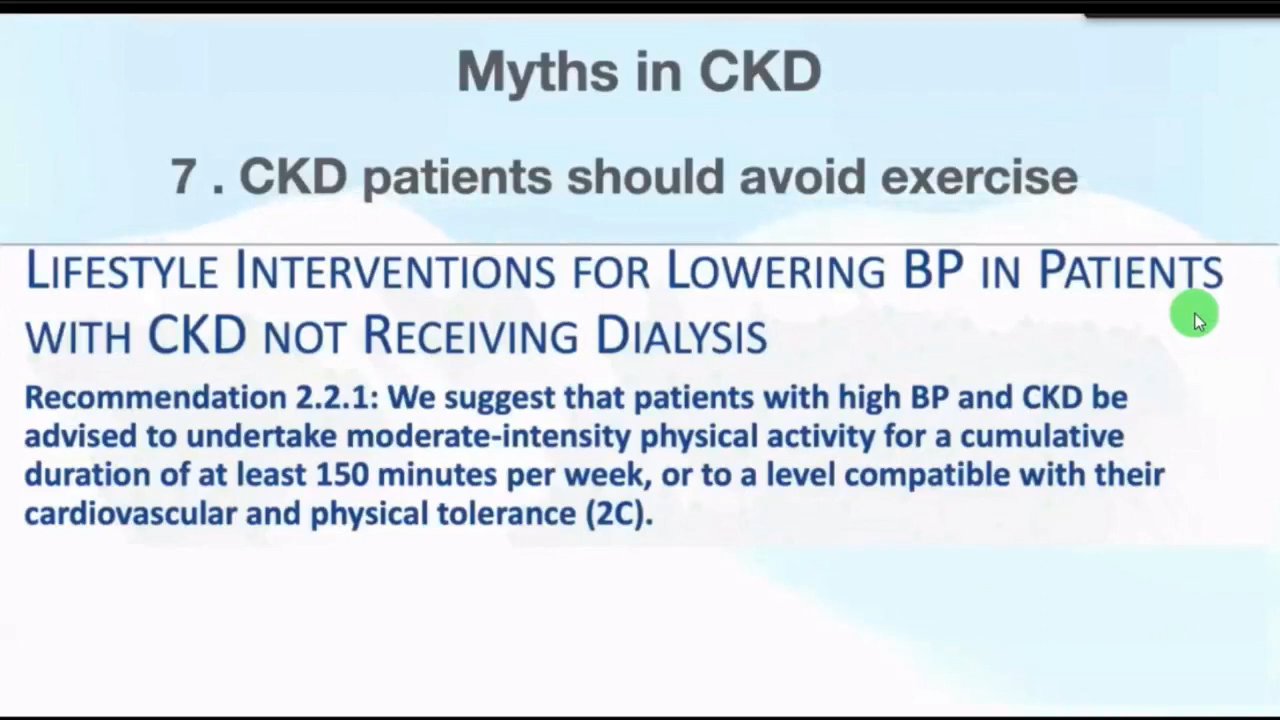 Myths in CKD
7 . CKD patients should avoid exercise
LIFESTYLE INTERVENTIONS FOR LOWERING BP IN PATIENTS
WITH CKD NOT RECEIVING DIALYSIS
Recommendation 2.2.1: We suggest that patients with high BP and CKD be
advised to undertake moderate-intensity physical activity for a cumulative
duration of at least 150 minutes per week, or to a level compatible with their
cardiovascular and physical tolerance (2C).